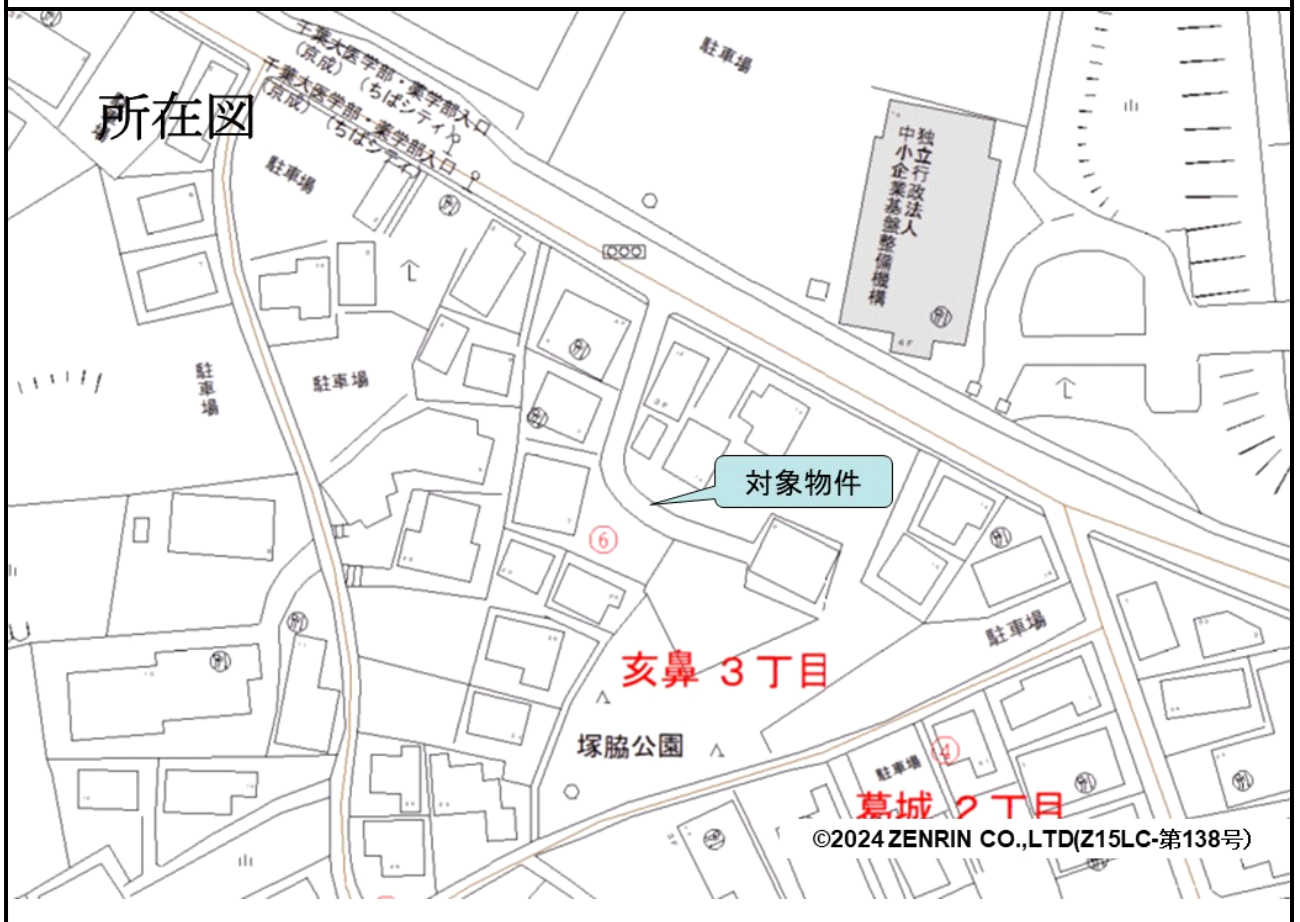 所在図
千葉大医学部・薬学部入口
(京成) (ちばシティ)
千葉大医学部・薬学部入口
(京成) (ちばシティ)
駐車場
駐車場
独立行政法人
中小企業基盤整備機構
4F
駐車場
駐車場
対象物件
⑥
駐車場
亥鼻 3丁目
塚脇公園
④
駐車場
葛城 2丁目
©2024 ZENRIN CO.,LTD(Z15LC-第138号)